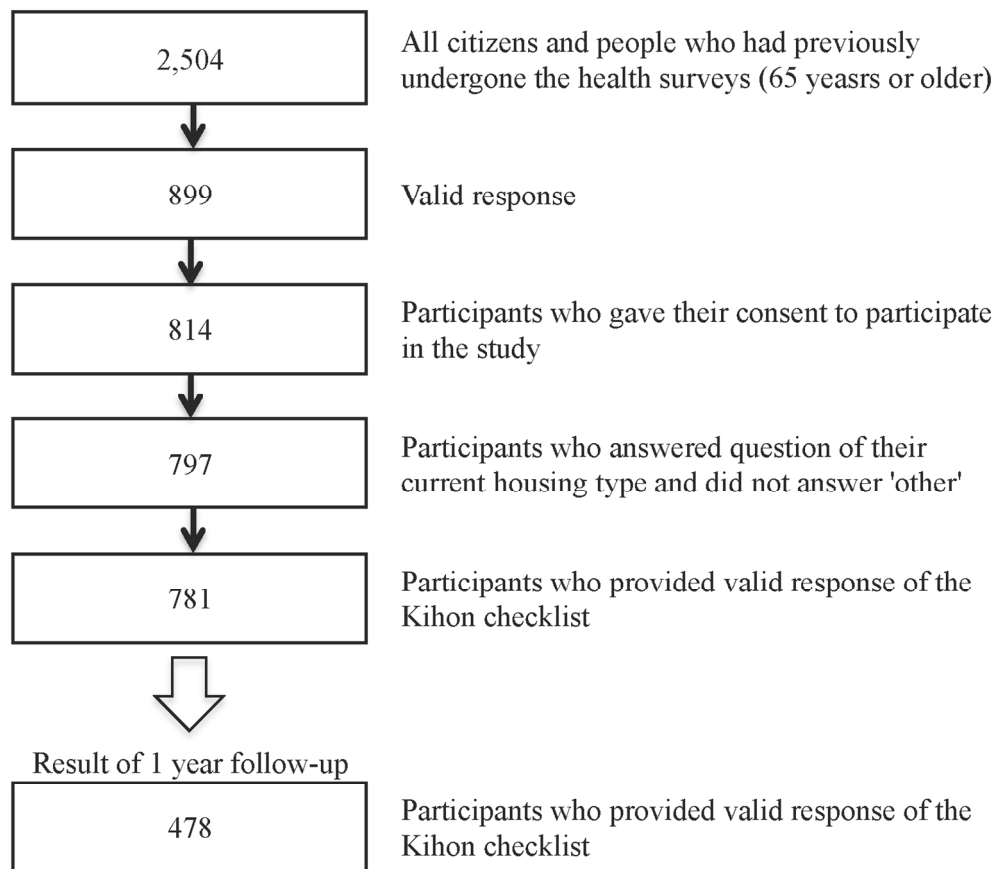 2,504
All citizens and people who had previously
undergone the health surveys (65 yeasrs or older)
899
Valid response
814
Participants who gave their consent to participate
in the study
797
Participants who answered question of their
current housing type and did not answer 'other'
781
Participants who provided valid response of the
Kihon checklist
Result of 1 year follow-up
478
Participants who provided valid response of the
Kihon checklist